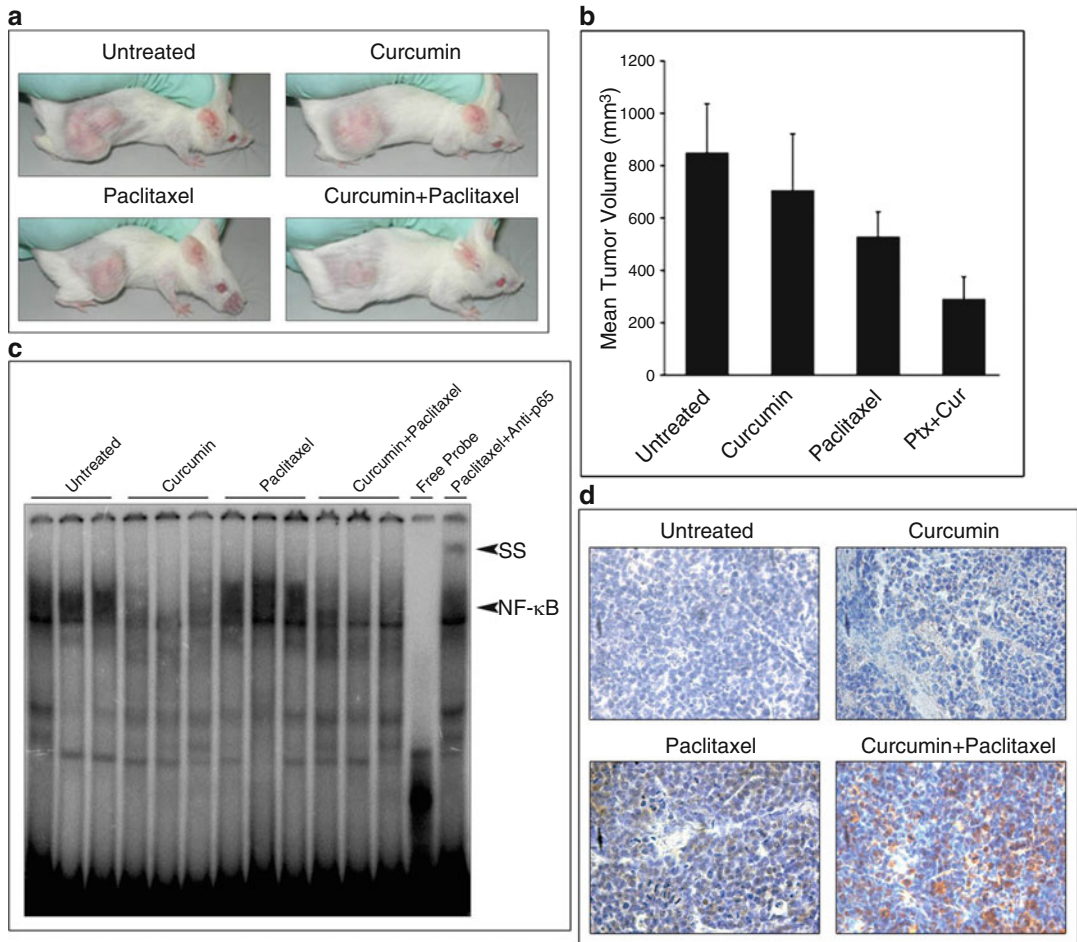 a
Untreated
Curcumin
Paclitaxel
Curcumin+Paclitaxel
b
Mean Tumor Volume (mm³)
1200
1000
800
600
400
200
0
Untreated
Curcumin
Paclitaxel
Ptx+Cur
c
Untreated
Curcumin
Paclitaxel
Curcumin+Paclitaxel
Free Probe
Paclitaxel+Anti-p65
SS
NF-κB
d
Untreated
Curcumin
Paclitaxel
Curcumin+Paclitaxel